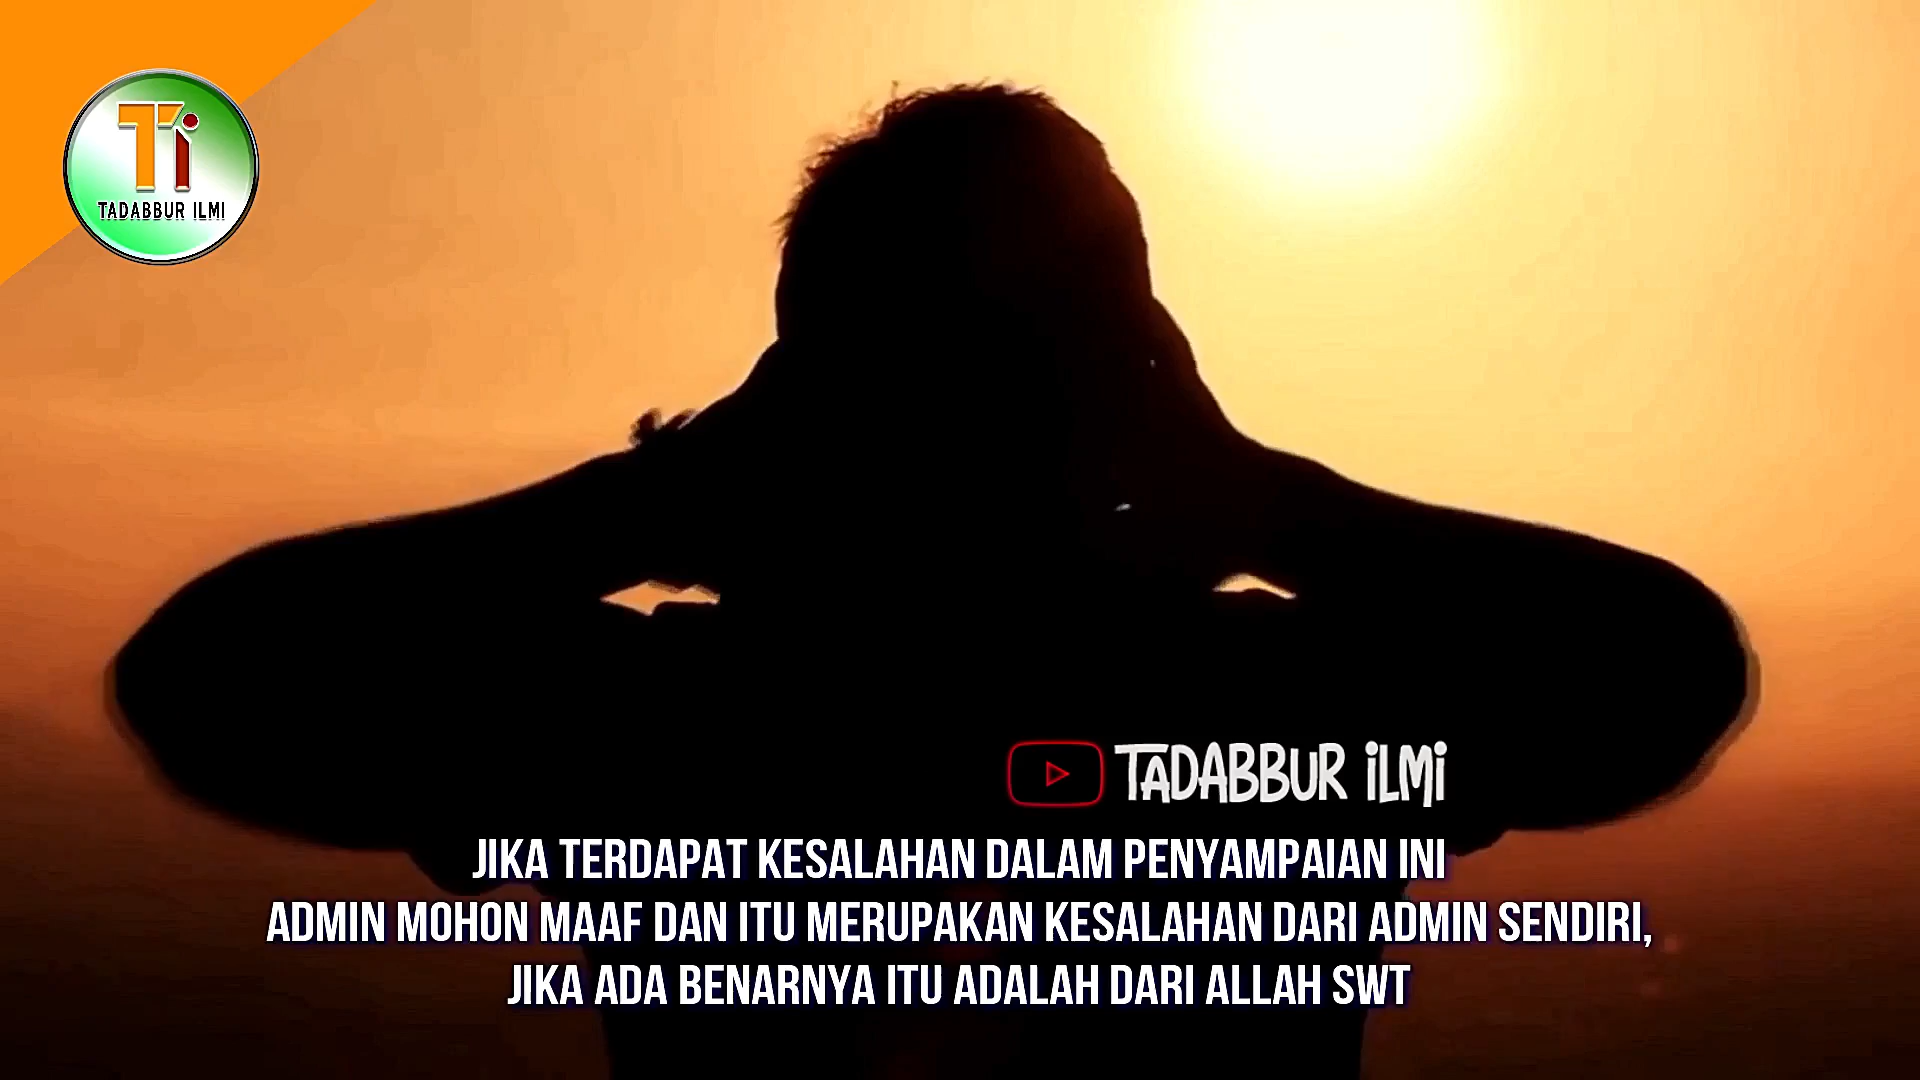 Ti
TADABBUR ILMI
TADABBUR iLMi
JIKA TERDAPAT KESALAHAN DALAM PENYAMPAIAN INI
ADMIN MOHON MAAF DAN ITU MERUPAKAN KESALAHAN DARI ADMIN SENDIRI,
JIKA ADA BENARNYA ITU ADALAH DARI ALLAH SWT